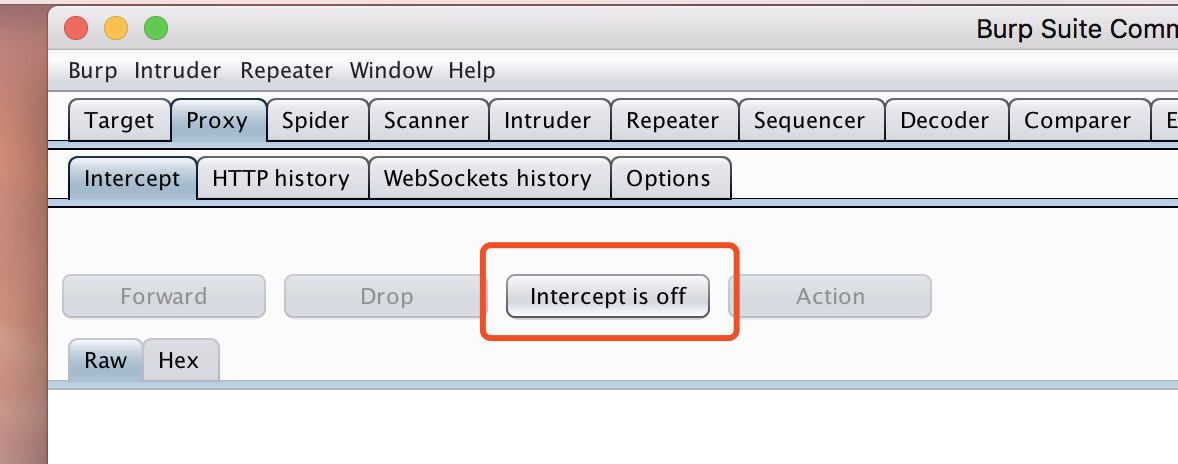 Burp Suite Comm
Burp Intruder Repeater Window Help
Target Proxy Spider Scanner Intruder Repeater Sequencer Decoder Comparer E
Intercept HTTP history WebSockets history Options
Forward Drop Intercept is off Action
Raw Hex